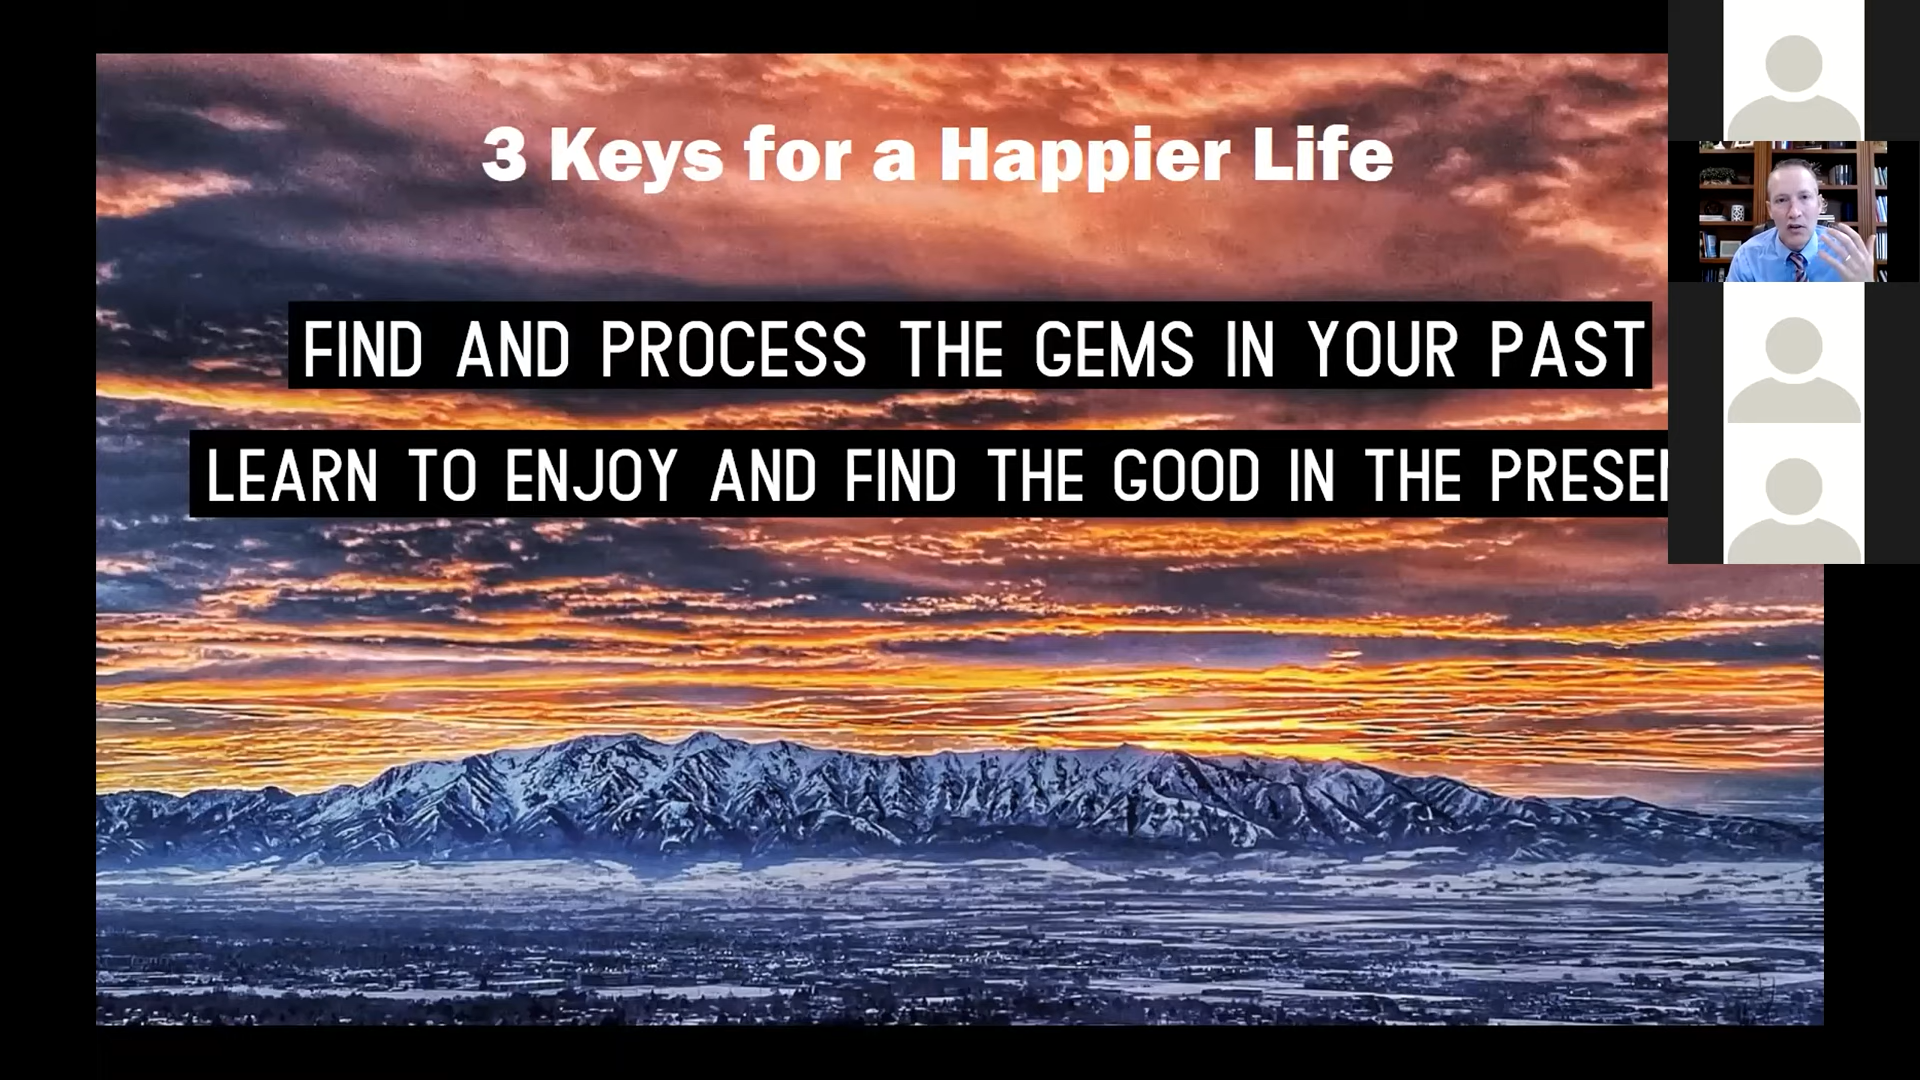 3 Keys for a Happier Life
FIND AND PROCESS THE GEMS IN YOUR PAST
LEARN TO ENJOY AND FIND THE GOOD IN THE